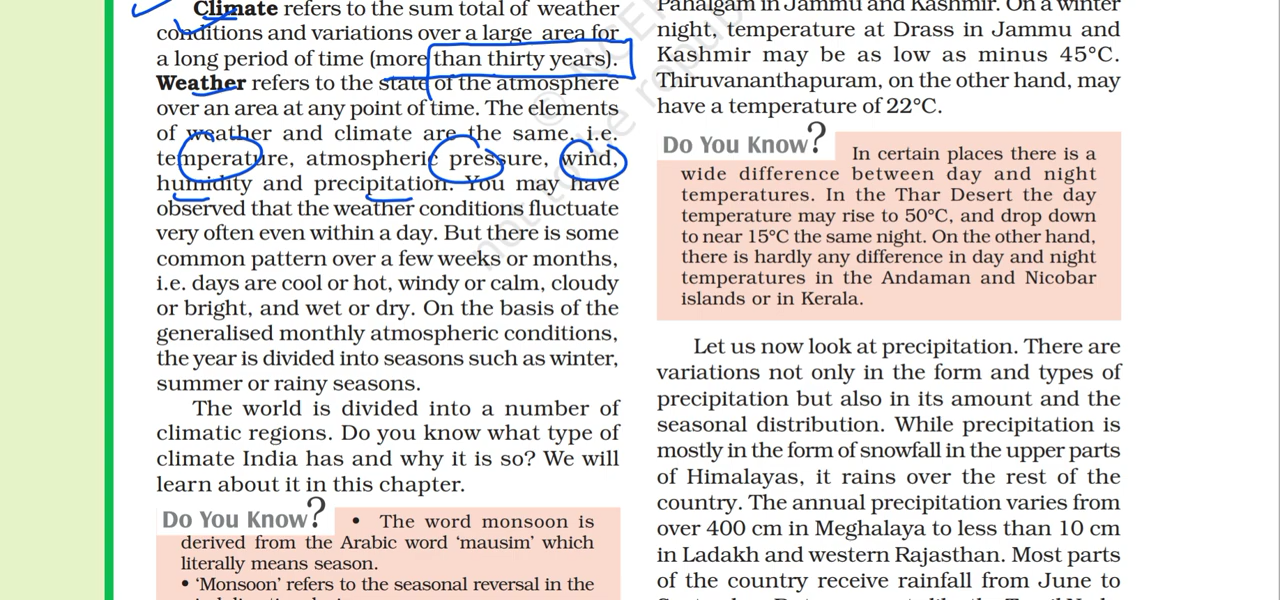 Climate refers to the sum total of weather
conditions and variations over a large area for
a long period of time (more than thirty years).
Weather refers to the state of the atmosphere
over an area at any point of time. The elements
of weather and climate are the same, i.e.
temperature, atmospheric pressure, wind,
humidity and precipitation. You may have
observed that the weather conditions fluctuate
very often even within a day. But there is some
common pattern over a few weeks or months,
i.e. days are cool or hot, windy or calm, cloudy
or bright, and wet or dry. On the basis of the
generalised monthly atmospheric conditions,
the year is divided into seasons such as winter,
summer or rainy seasons.
The world is divided into a number of
climatic regions. Do you know what type of
climate India has and why it is so? We will
learn about it in this chapter.
Do You Know?
• The word monsoon is
derived from the Arabic word ‘mausim’ which
literally means season.
• ‘Monsoon’ refers to the seasonal reversal in the
Pahalgam in Jammu and Kashmir. On a winter
night, temperature at Drass in Jammu and
Kashmir may be as low as minus 45°C.
Thiruvananthapuram, on the other hand, may
have a temperature of 22°C.
Do You Know?
In certain places there is a
wide difference between day and night
temperatures. In the Thar Desert the day
temperature may rise to 50°C, and drop down
to near 15°C the same night. On the other hand,
there is hardly any difference in day and night
temperatures in the Andaman and Nicobar
islands or in Kerala.
Let us now look at precipitation. There are
variations not only in the form and types of
precipitation but also in its amount and the
seasonal distribution. While precipitation is
mostly in the form of snowfall in the upper parts
of Himalayas, it rains over the rest of the
country. The annual precipitation varies from
over 400 cm in Meghalaya to less than 10 cm
in Ladakh and western Rajasthan. Most parts
of the country receive rainfall from June to
© NCERT
not to be republ